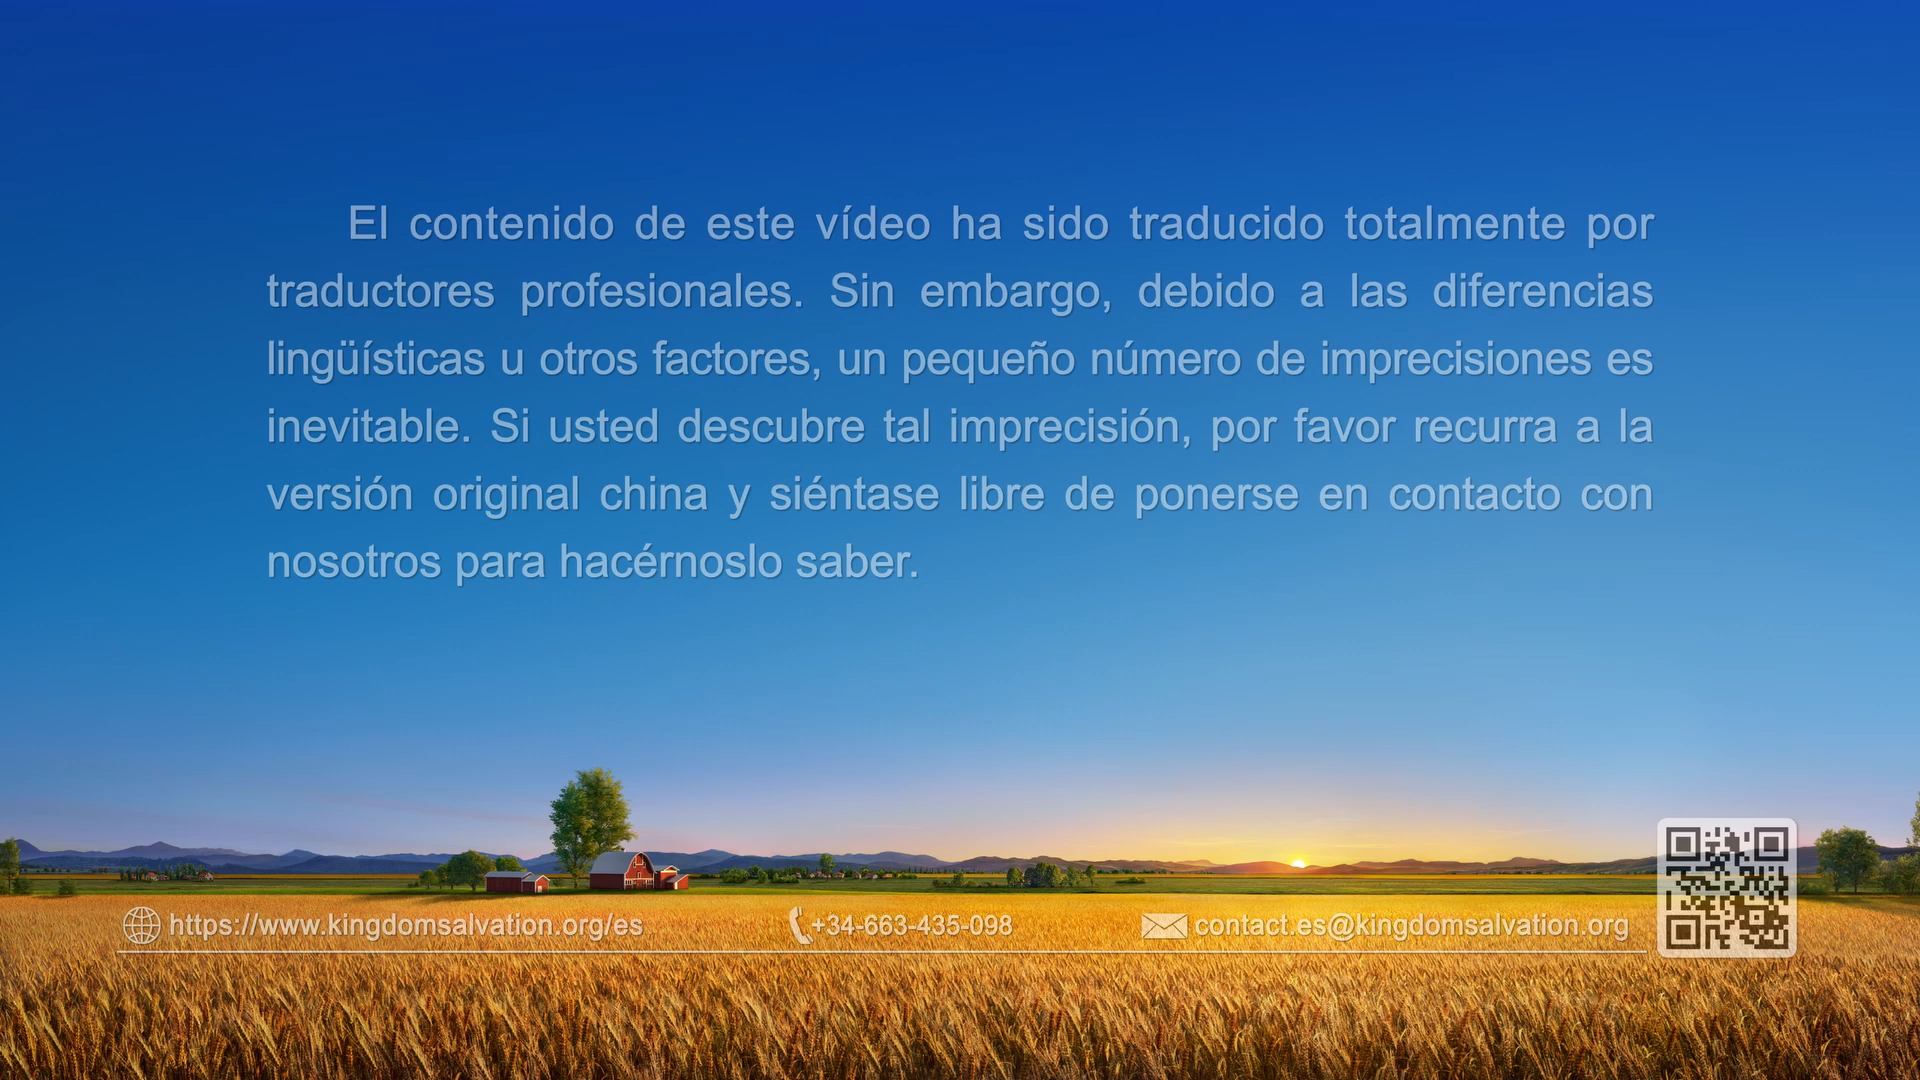 El contenido de este vídeo ha sido traducido totalmente por
traductores profesionales. Sin embargo, debido a las diferencias
lingüísticas u otros factores, un pequeño número de imprecisiones es
inevitable. Si usted descubre tal imprecisión, por favor recurra a la
versión original china y siéntase libre de ponerse en contacto con
nosotros para hacérnoslo saber.
https://www.kingdomsalvation.org/es +34-663-435-098 contact.es@kingdomsalvation.org